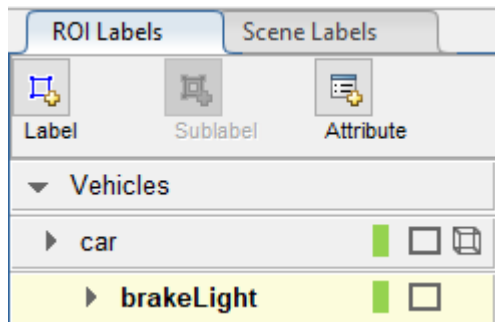 ROI Labels Scene Labels
Label Sublabel Attribute
Vehicles
car
brakeLight